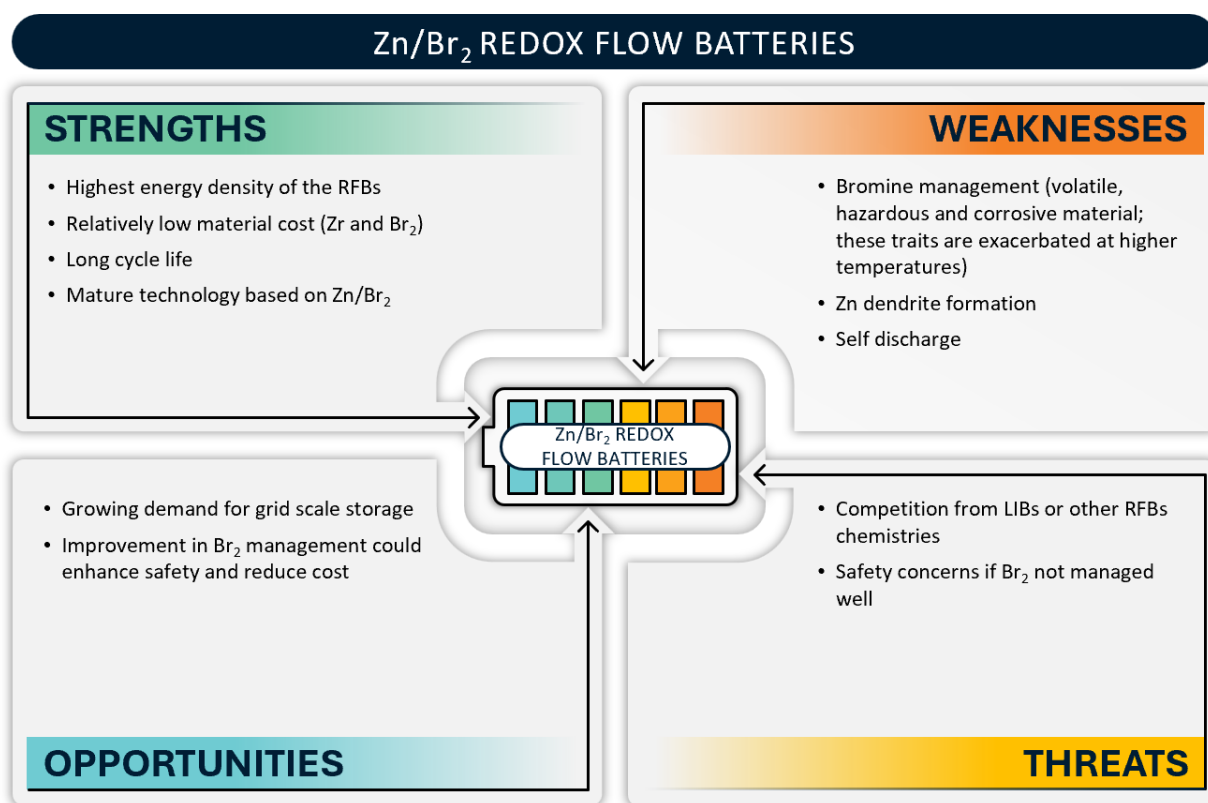 Zn/Br₂ REDOX FLOW BATTERIES
STRENGTHS
• Highest energy density of the RFBs
• Relatively low material cost (Zr and Br₂)
• Long cycle life
• Mature technology based on Zn/Br₂
WEAKNESSES
• Bromine management (volatile,
hazardous and corrosive material;
these traits are exacerbated at higher
temperatures)
• Zn dendrite formation
• Self discharge
Zn/Br₂ REDOX
FLOW BATTERIES
• Growing demand for grid scale storage
• Improvement in Br₂ management could
enhance safety and reduce cost
OPPORTUNITIES
• Competition from LIBs or other RFBs
chemistries
• Safety concerns if Br₂ not managed
well
THREATS